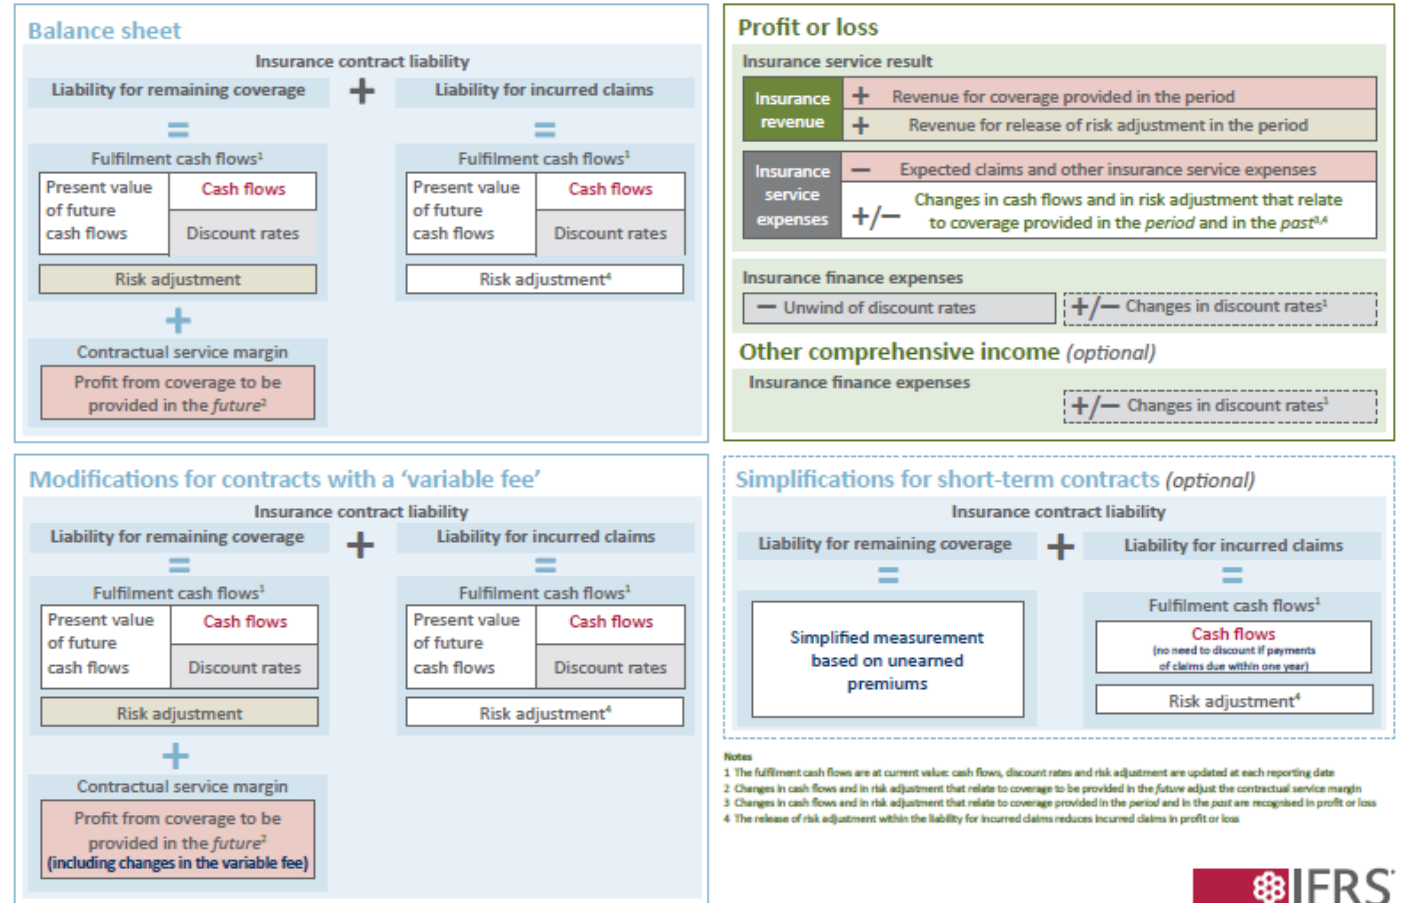 Balance sheet
Insurance contract liability
Liability for remaining coverage
+
Liability for incurred claims
=
=
Fulfilment cash flows1
Present value
of future
cash flows
Cash flows
Discount rates
Risk adjustment
Fulfilment cash flows1
Present value
of future
cash flows
Cash flows
Discount rates
Risk adjustment4
+
Contractual service margin
Profit from coverage to be
provided in the future2
Profit or loss
Insurance service result
Insurance
revenue
+ Revenue for coverage provided in the period
+ Revenue for release of risk adjustment in the period
Insurance
service
expenses
— Expected claims and other insurance service expenses
+/— Changes in cash flows and in risk adjustment that relate
to coverage provided in the period and in the past3,4
Insurance finance expenses
— Unwind of discount rates
+/— Changes in discount rates1
Other comprehensive income (optional)
Insurance finance expenses
+/— Changes in discount rates1
Modifications for contracts with a ‘variable fee’
Insurance contract liability
Liability for remaining coverage
+
Liability for incurred claims
=
=
Fulfilment cash flows1
Present value
of future
cash flows
Cash flows
Discount rates
Risk adjustment
Fulfilment cash flows1
Present value
of future
cash flows
Cash flows
Discount rates
Risk adjustment4
+
Contractual service margin
Profit from coverage to be
provided in the future2
(including changes in the variable fee)
Simplifications for short-term contracts (optional)
Insurance contract liability
Liability for remaining coverage
+
Liability for incurred claims
=
=
Simplified measurement
based on unearned
premiums
Fulfilment cash flows1
Cash flows
(no need to discount if payments
of claims due within one year)
Risk adjustment4
Notes
1 The fulfilment cash flows are at current value: cash flows, discount rates and risk adjustment are updated at each reporting date
2 Changes in cash flows and in risk adjustment that relate to coverage to be provided in the future adjust the contractual service margin
3 Changes in cash flows and in risk adjustment that relate to coverage provided in the period and in the past are recognised in profit or loss
4 The release of risk adjustment within the liability for incurred claims reduces incurred claims in profit or loss
IFRS